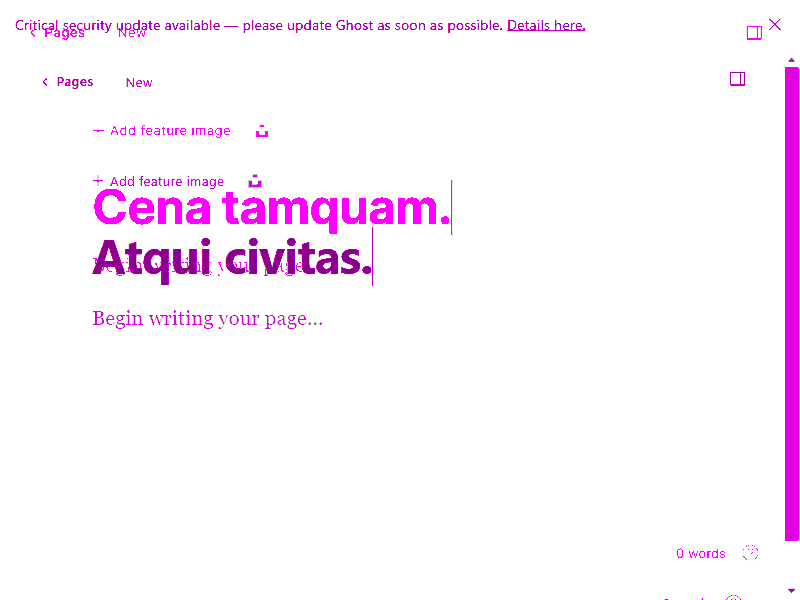 Critical security update available — please update Ghost as soon as possible. Details here.
Pages New
Pages New
Add feature image
Add feature image
Cena tamquam.
Atqui civitas.
Begin writing your page
Begin writing your page...
0 words